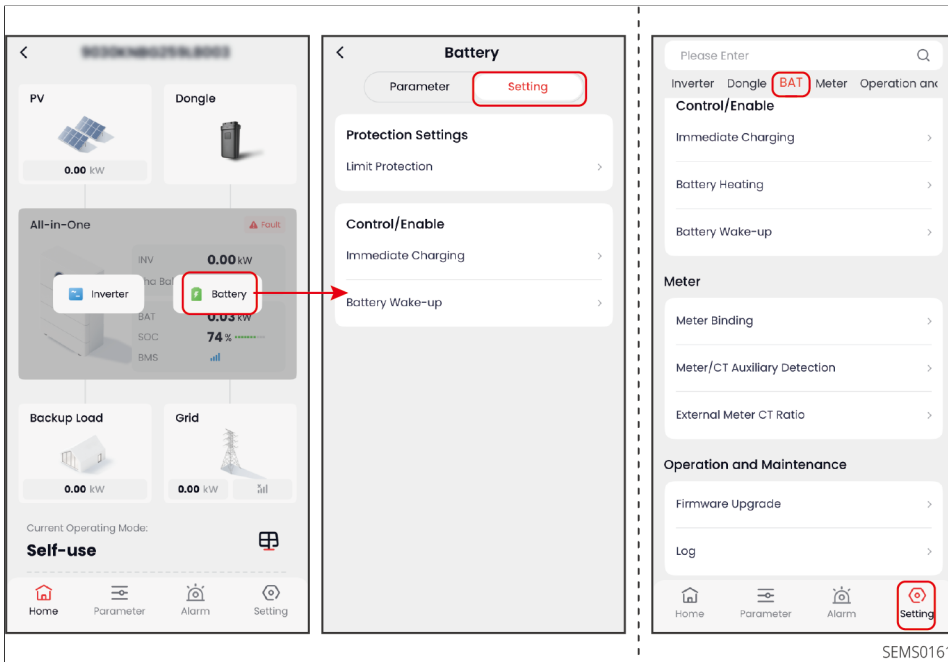 PV
Dongle
0.00 kW
All-in-One
Fault
INV
0.00 kW
Inverter
Battery
BAT
0.03 kW
SOC
74 %
BMS
Backup Load
Grid
0.00 kW
0.00 kW
Current Operating Mode:
Self-use
Home
Parameter
Alarm
Setting
Battery
Parameter
Setting
Protection Settings
Limit Protection
Control/Enable
Immediate Charging
Battery Wake-up
Please Enter
Inverter Dongle BAT Meter Operation and
Control/Enable
Immediate Charging
Battery Heating
Battery Wake-up
Meter
Meter Binding
Meter/CT Auxiliary Detection
External Meter CT Ratio
Operation and Maintenance
Firmware Upgrade
Log
Home
Parameter
Alarm
Setting